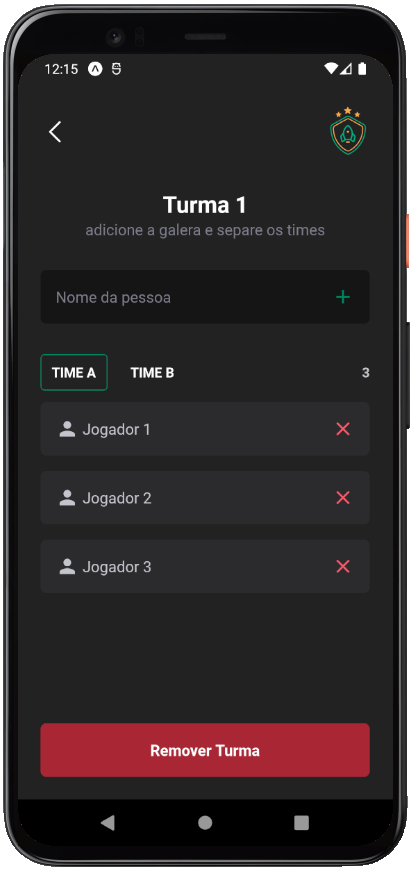 12:15
Turma 1
adicione a galera e separe os times
Nome da pessoa
TIME A TIME B 3
Jogador 1
Jogador 2
Jogador 3
Remover Turma